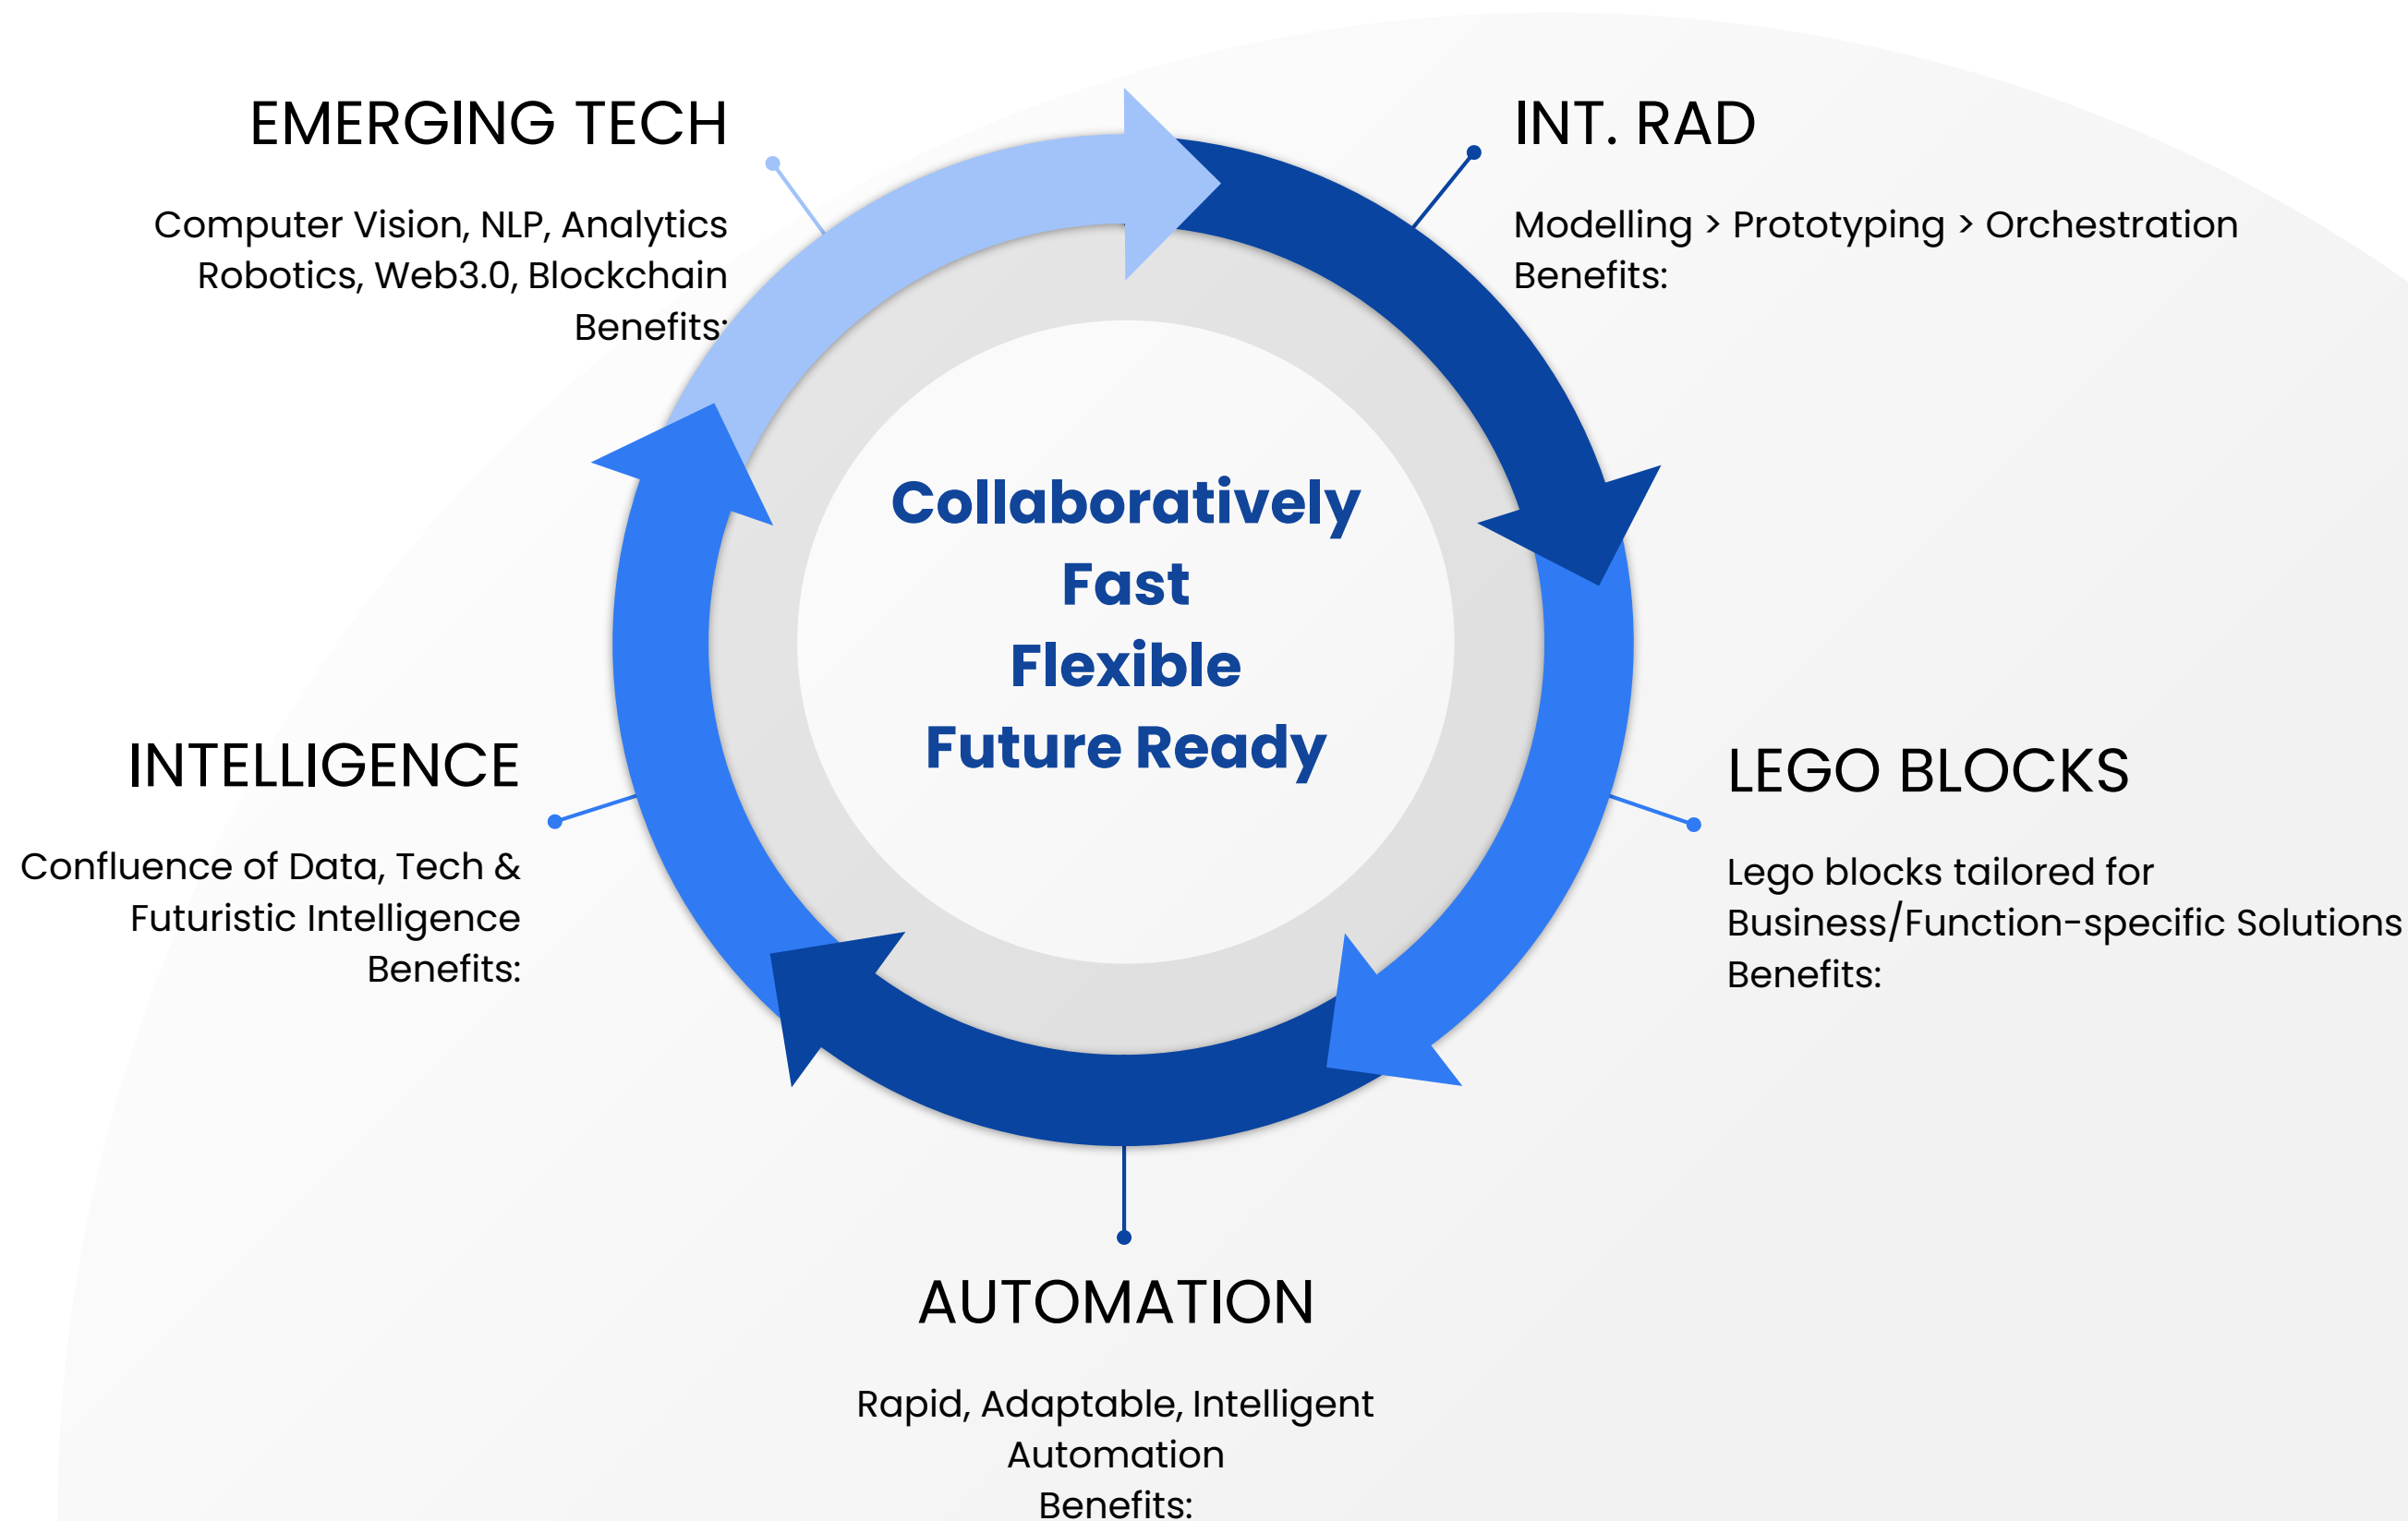 EMERGING TECH
Computer Vision, NLP, Analytics
Robotics, Web3.0, Blockchain
Benefits:
INT. RAD
Modelling > Prototyping > Orchestration
Benefits:
Collaboratively
Fast
Flexible
Future Ready
INTELLIGENCE
Confluence of Data, Tech &
Futuristic Intelligence
Benefits:
LEGO BLOCKS
Lego blocks tailored for
Business/Function-specific Solutions
Benefits:
AUTOMATION
Rapid, Adaptable, Intelligent
Automation
Benefits: